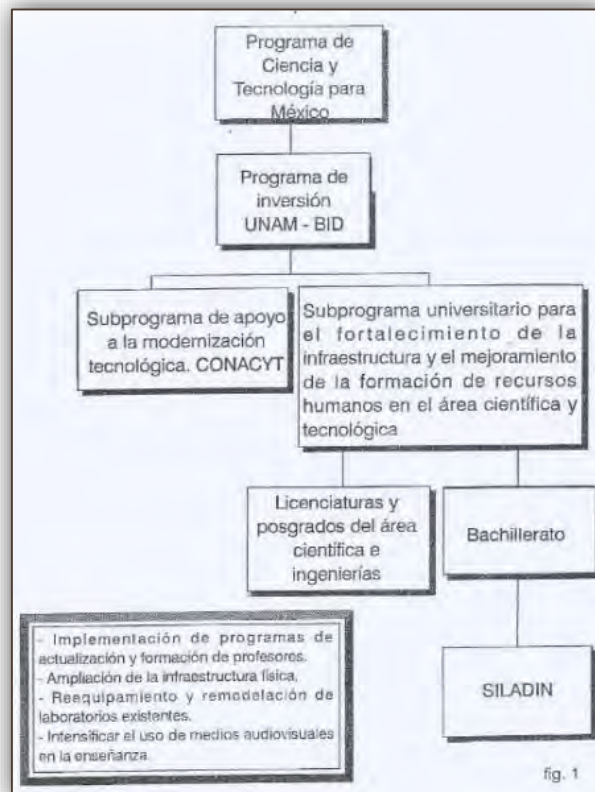 Programa de
Ciencia y
Tecnología para
México
Programa de
inversión
UNAM - BID
Subprograma de apoyo
a la modernización
tecnológica. CONACYT
Subprograma universitario para
el fortalecimiento de la
infraestructura y el mejoramiento
de la formación de recursos
humanos en el área científica y
tecnológica
Licenciaturas y
posgrados del área
científica e
ingenierías
Bachillerato
- Implementación de programas de
actualización y formación de profesores.
- Ampliación de la infraestructura física.
- Reequipamiento y remodelación de
laboratorios existentes.
- Intensificar el uso de medios audiovisuales
en la enseñanza
SILADIN
fig. 1